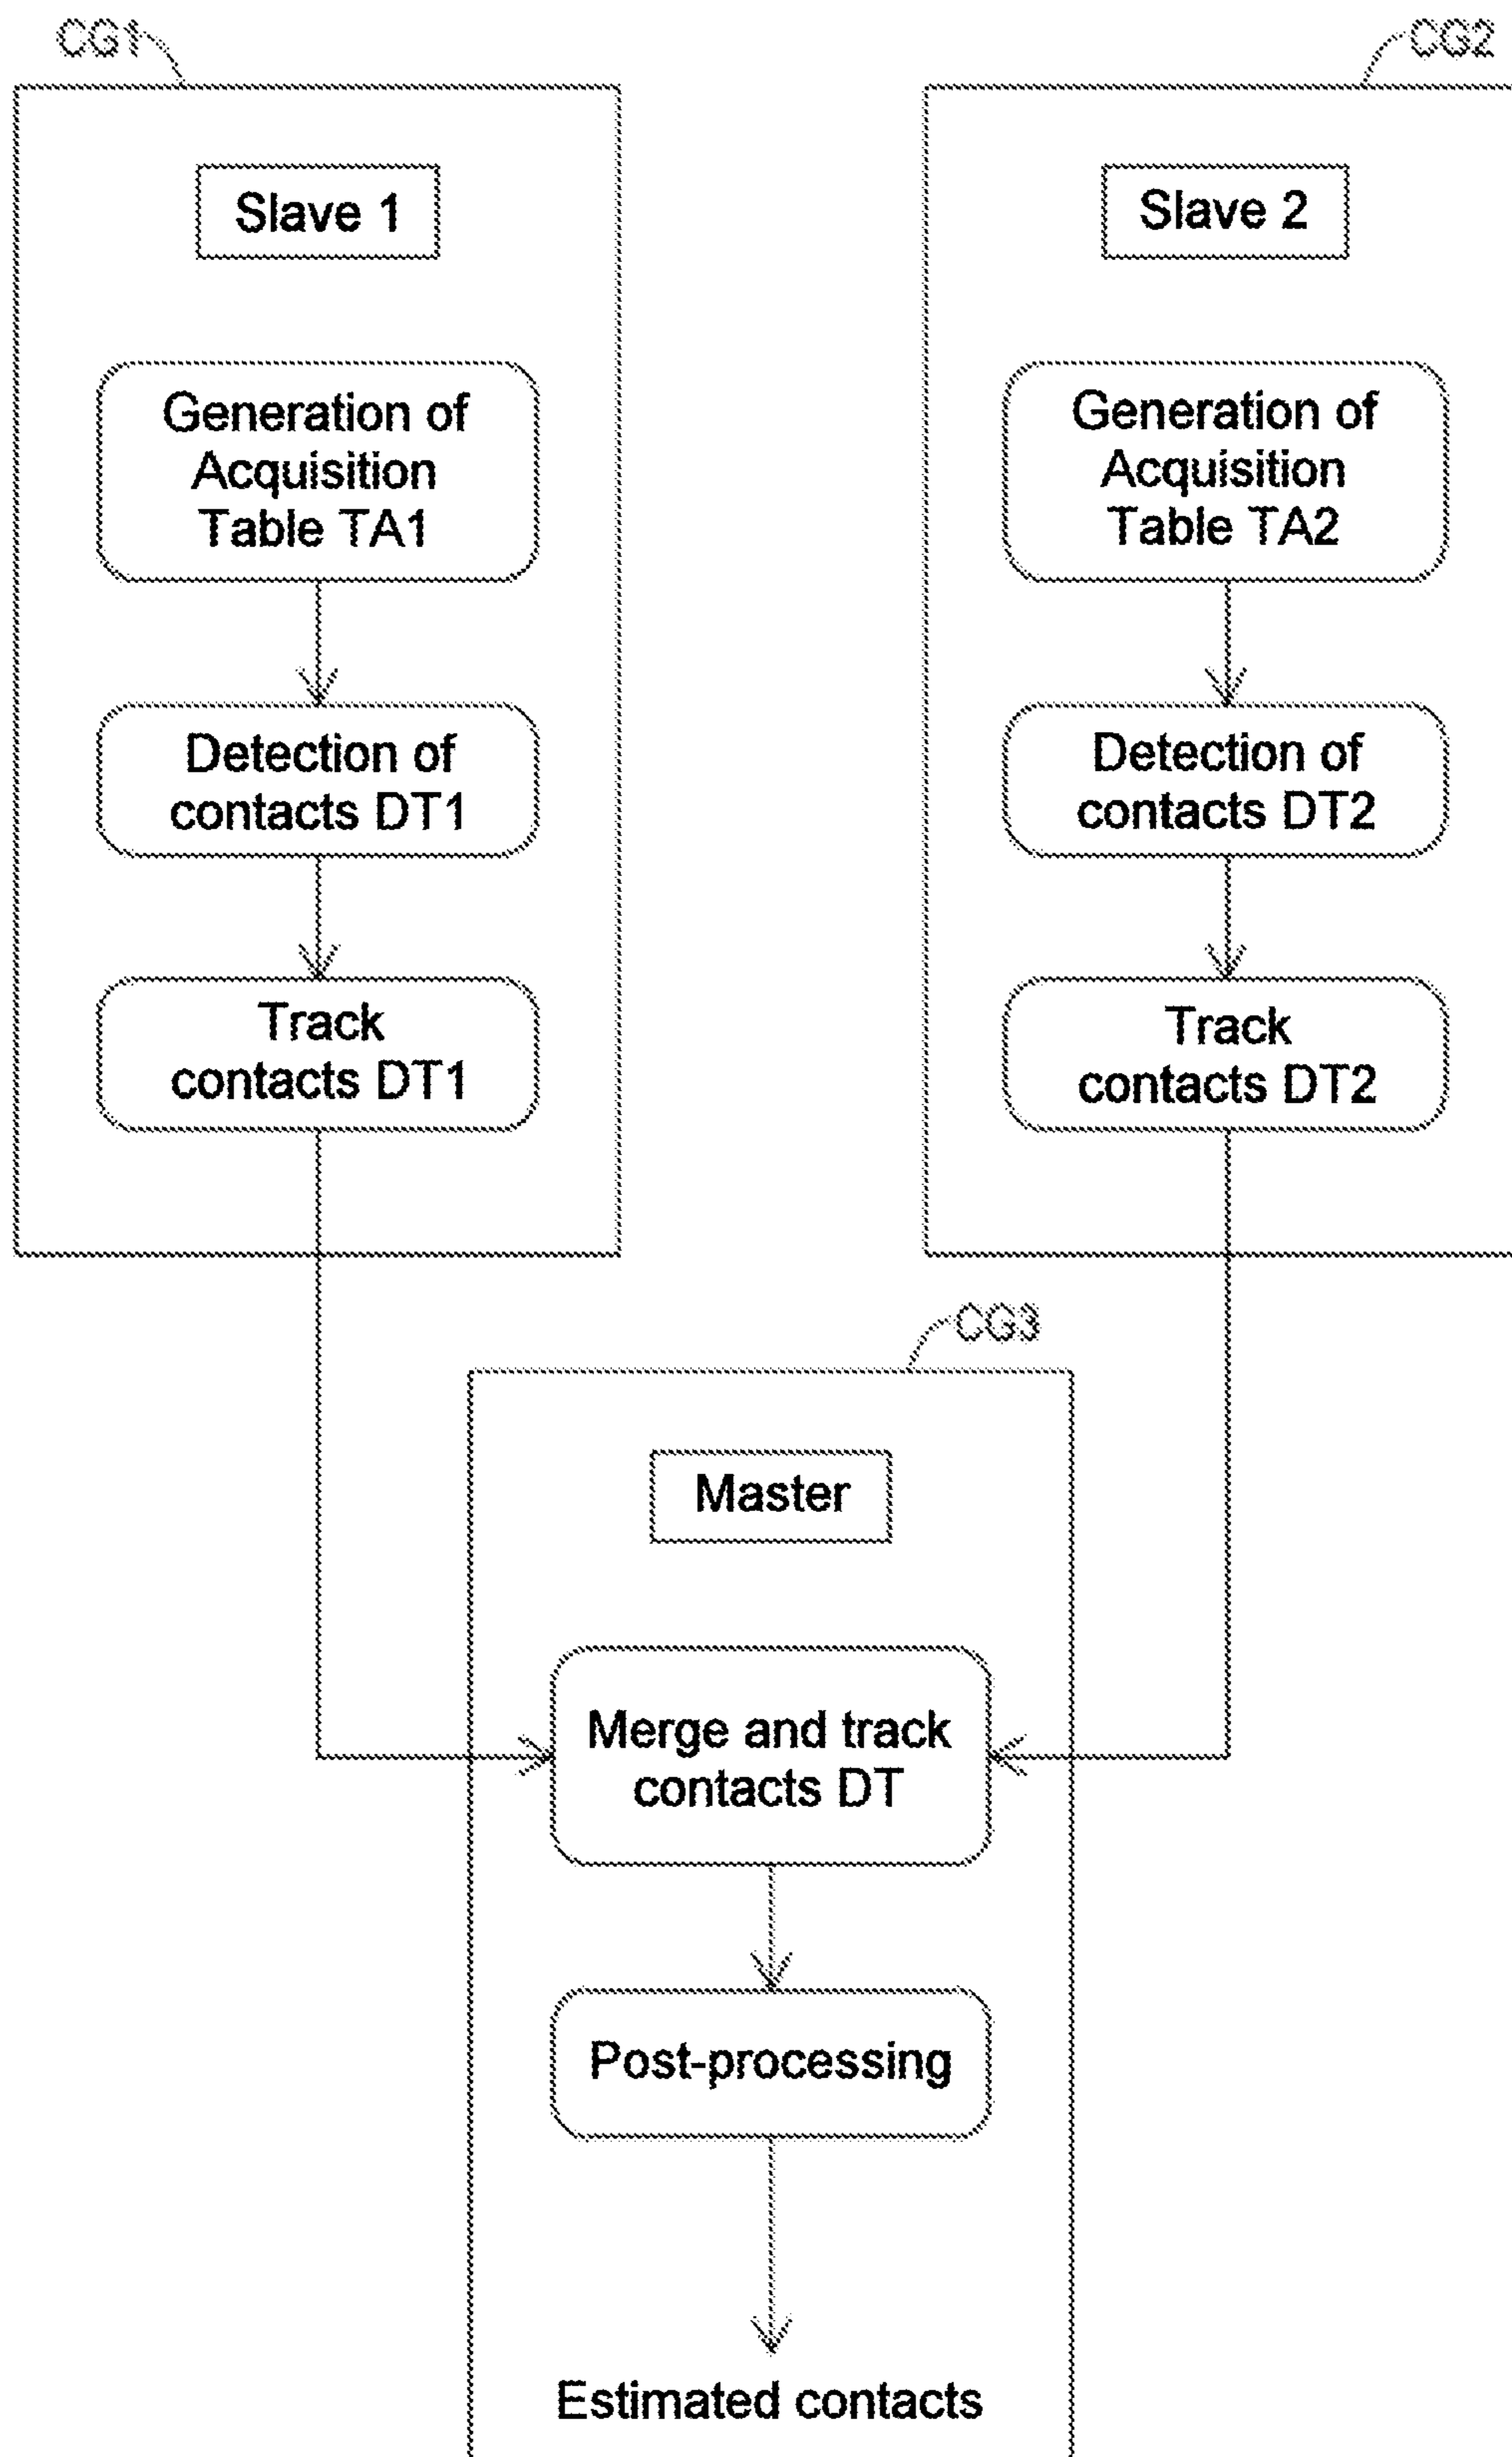 CG1
CG2
Slave 1
Slave 2
Generation of
Acquisition
Table TA1
Generation of
Acquisition
Table TA2
Detection of
contacts DT1
Detection of
contacts DT2
Track
contacts DT1
Track
contacts DT2
CG3
Master
Merge and track
contacts DT
Post-processing
Estimated contacts